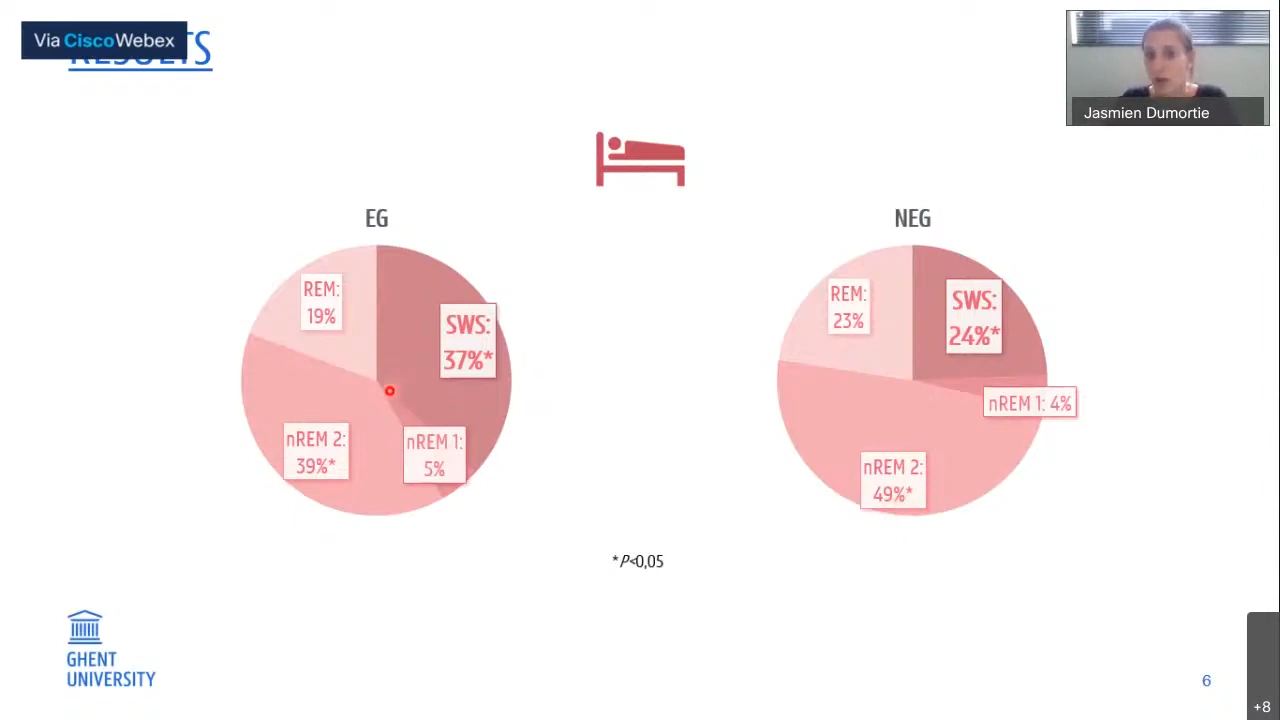 Via CiscoWebex
RESULTS
Jasmien Dumortie
EG
NEG
REM:
19%
SWS:
37%*
nREM 2:
39%*
nREM 1:
5%
REM:
23%
SWS:
24%*
nREM 1: 4%
nREM 2:
49%*
* P<0,05
GHENT
UNIVERSITY
6
+8